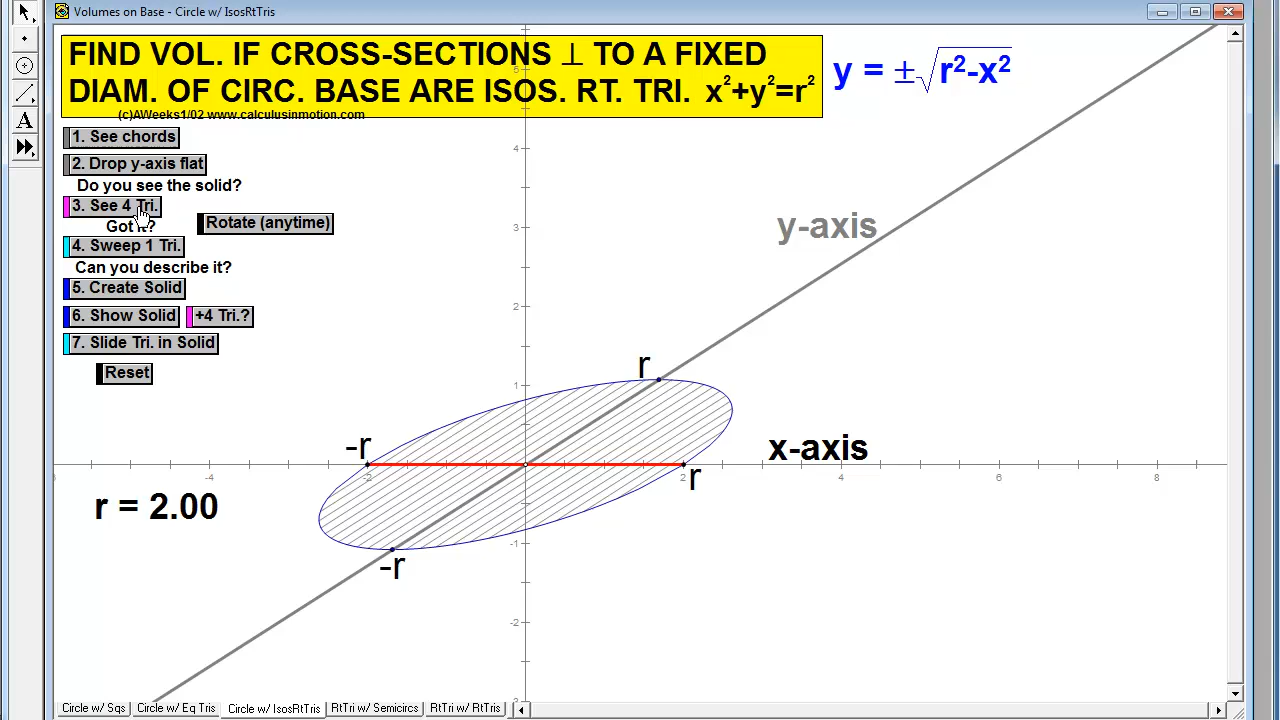 Volumes on Base - Circle w/ IsosRtTris
FIND VOL. IF CROSS-SECTIONS ⊥ TO A FIXED
DIAM. OF CIRC. BASE ARE ISOS. RT. TRI. x²+y²=r²
y = ±√r²-x²
(c)AWeeks1/02 www.calculusinmotion.com
1. See chords
2. Drop y-axis flat
Do you see the solid?
3. See 4 Tri.
Rotate (anytime)
Got it?
4. Sweep 1 Tri.
Can you describe it?
5. Create Solid
6. Show Solid
+4 Tri.?
7. Slide Tri. in Solid
Reset
y-axis
x-axis
r
-r
r
-r
r = 2.00
4
3
2
1
-1
-2
-4
-2
2
4
6
8
A
Circle w/ Sqs
Circle w/ Eq Tris
Circle w/ IsosRtTris
RtTri w/ Semicircs
RtTri w/ RtTris